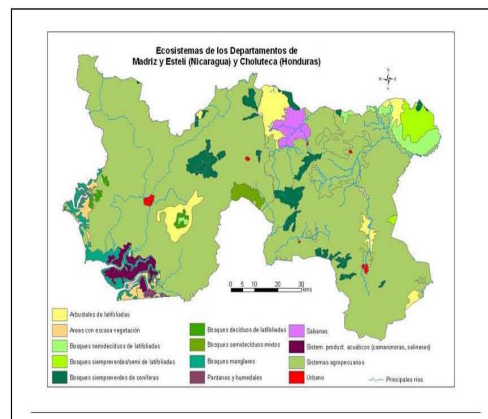 Ecosistemas de los Departamentos de
Madriz y Estelí (Nicaragua) y Choluteca (Honduras)
0 5 10 20 30
kms
Arbustales de latifoliadas
Areas con escasa vegetación
Bosques semideciduos de latifoliadas
Bosques siempreverdes/semi de latifoliadas
Bosques siempreverdes de coníferas
Bosques decíduos de latifoliadas
Bosques semideciduos mixtos
Bosques manglares
Pantanos y humedales
Sabanas
Sistem. product. acuáticos (camaroneras, salineras)
Sistemas agropecuarios
Urbano
Principales ríos